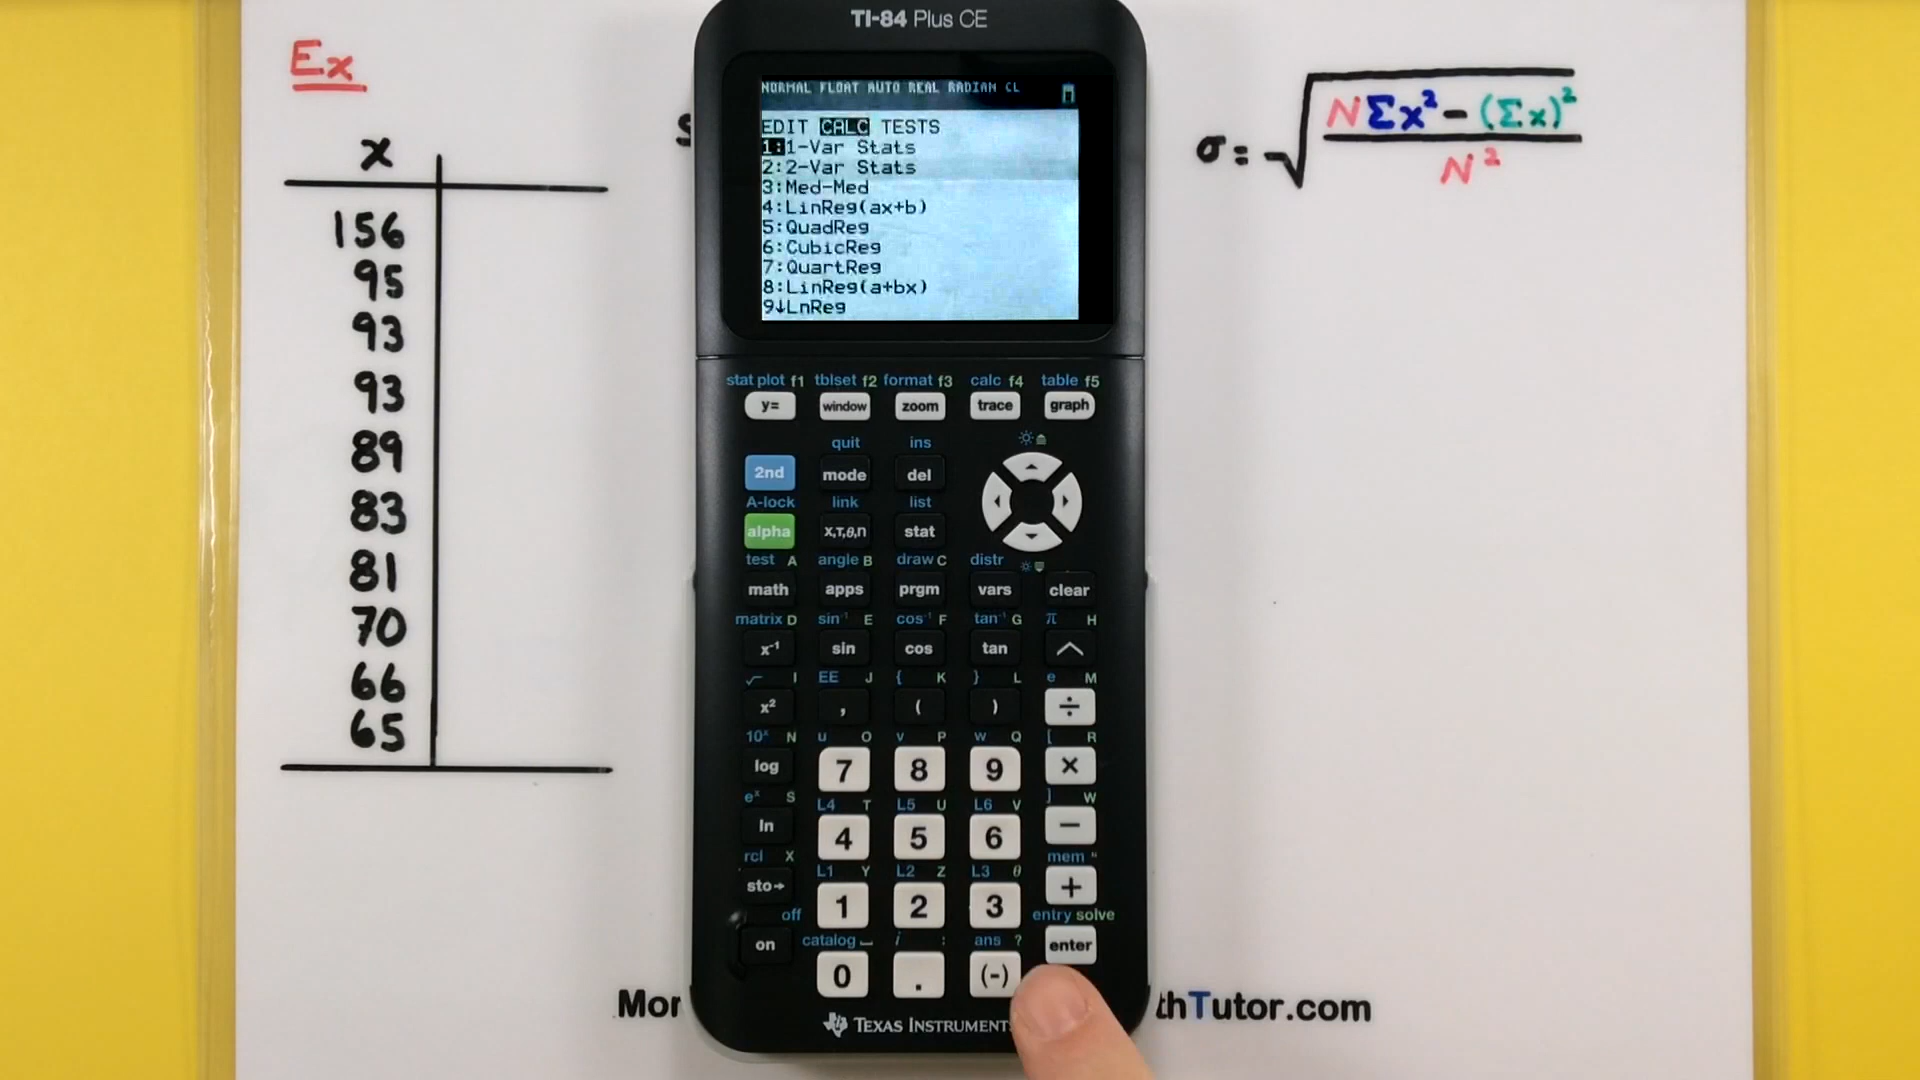 Ex
x
156
95
93
93
89
83
81
70
66
65
TI-84 Plus CE
NORMAL FLOAT AUTO REAL RADIAN CL
EDIT CALC TESTS
1:1-Var Stats
2:2-Var Stats
3:Med-Med
4:LinReg(ax+b)
5:QuadReg
6:CubicReg
7:QuartReg
8:LinReg(a+bx)
9↓LnReg
σ = √
NΣx² - (Σx)²
N²
stat plot f1 tblset f2 format f3 calc f4 table f5
y= window zoom trace graph
quit ins
2nd mode del
A-lock link list
alpha x,T,θ,n stat
test A angle B draw C distr
math apps prgm vars clear
matrix D sin⁻¹ E cos⁻¹ F tan⁻¹ G π H
x⁻¹ sin cos tan ^
√ I EE J { K } L e M
x² , ( ) ÷
10ˣ N u O v P w Q [ R
log 7 8 9 ×
eˣ S L4 T L5 U L6 V ] W
ln 4 5 6 −
rcl X L1 Y L2 Z L3 θ mem "
sto→ 1 2 3 +
off catalog i : ans ? entry solve
on 0 . (-) enter
TEXAS INSTRUMENTS
Mor
thTutor.com